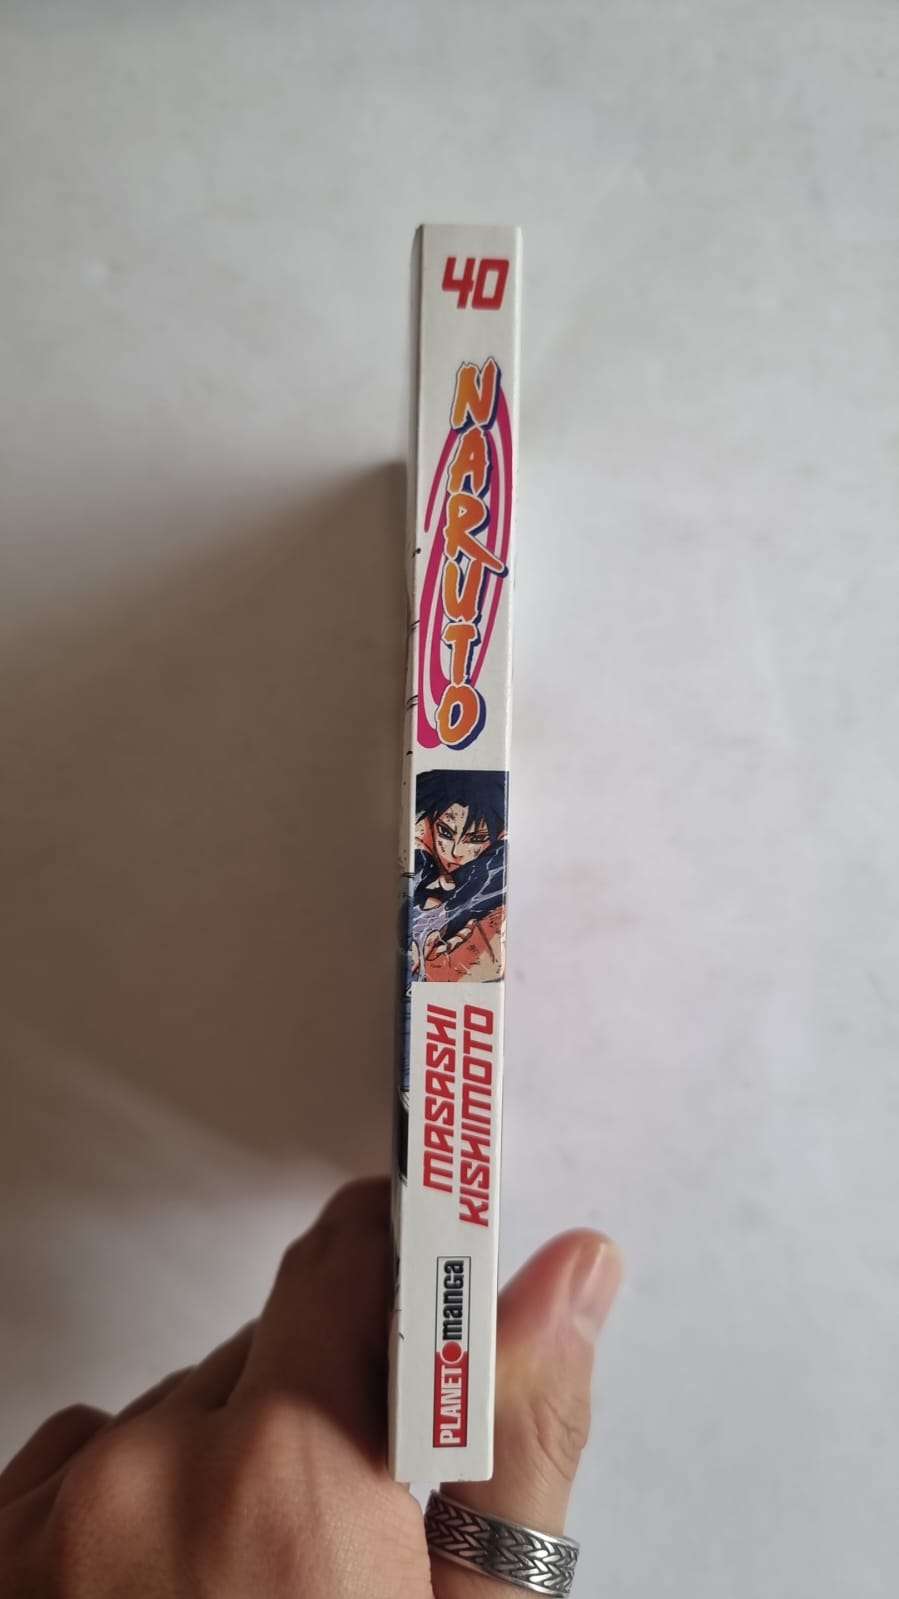 40
NARUTO
MASASHI
KISHIMOTO
PLANET manga